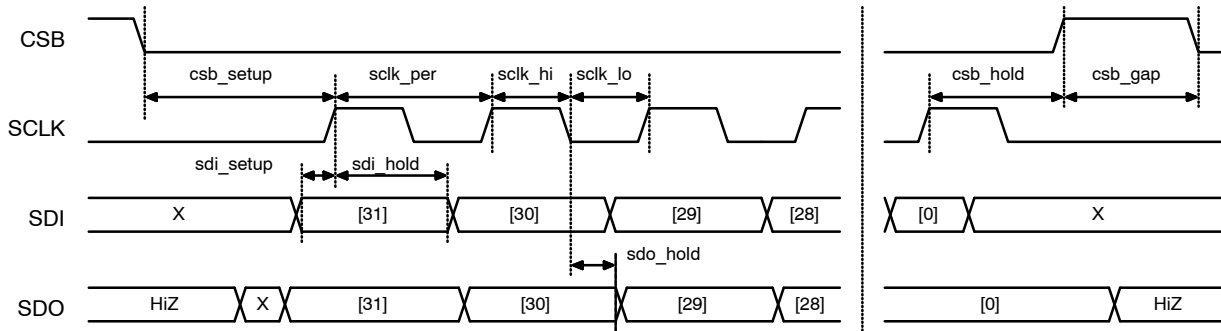 CSB
csb_setup sclk_per sclk_hi sclk_lo csb_hold csb_gap
SCLK
sdi_setup sdi_hold
SDI X [31] [30] [29] [28] [0] X
sdo_hold
SDO HiZ X [31] [30] [29] [28] [0] HiZ